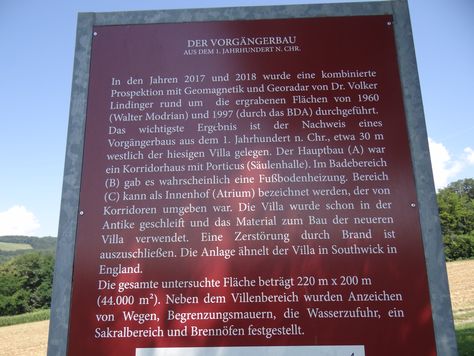 DER VORGÄNGERBAU
AUS DEM 1. JAHRHUNDERT N. CHR.
In den Jahren 2017 und 2018 wurde eine kombinierte
Prospektion mit Geomagnetik und Georadar von Dr. Volker
Lindinger rund um die ergrabenen Flächen von 1960
(Walter Modrian) und 1997 (durch das BDA) durchgeführt.
Das wichtigste Ergebnis ist der Nachweis eines
Vorgängerbaus aus dem 1. Jahrhundert n. Chr., etwa 30 m
westlich der hiesigen Villa gelegen. Der Hauptbau (A) war
ein Korridorhaus mit Porticus (Säulenhalle). Im Badebereich
(B) gab es wahrscheinlich eine Fußbodenheizung. Bereich
(C) kann als Innenhof (Atrium) bezeichnet werden, der von
Korridoren umgeben war. Die Villa wurde schon in der
Antike geschleift und das Material zum Bau der neueren
Villa verwendet. Eine Zerstörung durch Brand ist
auszuschließen. Die Anlage ähnelt der Villa in Southwick in
England.
Die gesamte untersuchte Fläche beträgt 220 m x 200 m
(44.000 m²). Neben dem Villenbereich wurden Anzeichen
von Wegen, Begrenzungsmauern, die Wasserzufuhr, ein
Sakralbereich und Brennöfen festgestellt.